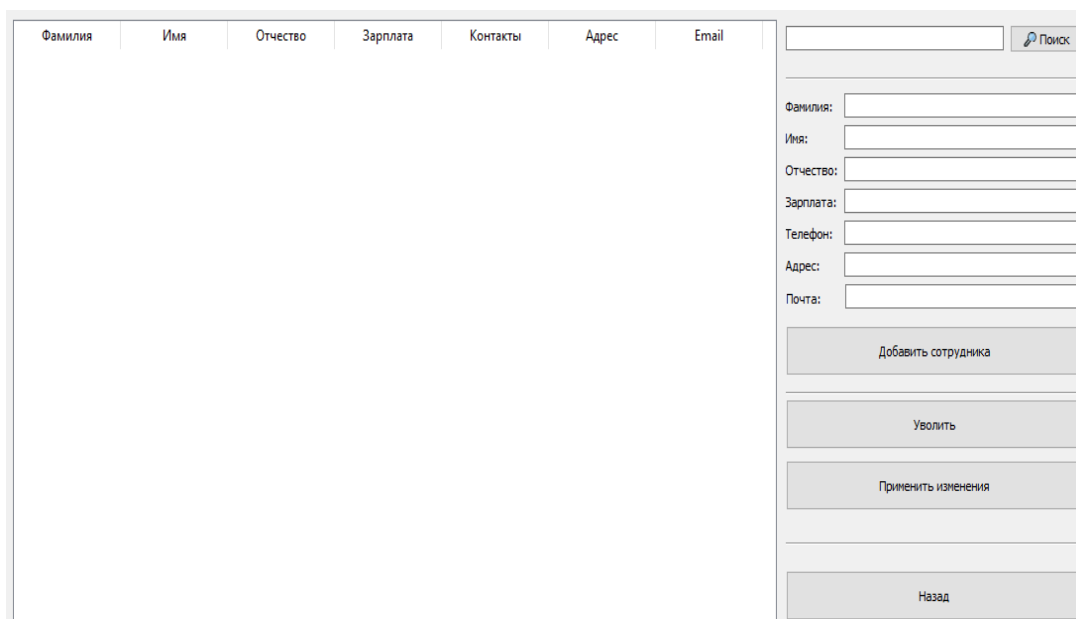 Фамилия Имя Отчество Зарплата Контакты Адрес Email
Поиск
Фамилия:
Имя:
Отчество:
Зарплата:
Телефон:
Адрес:
Почта:
Добавить сотрудника
Уволить
Применить изменения
Назад